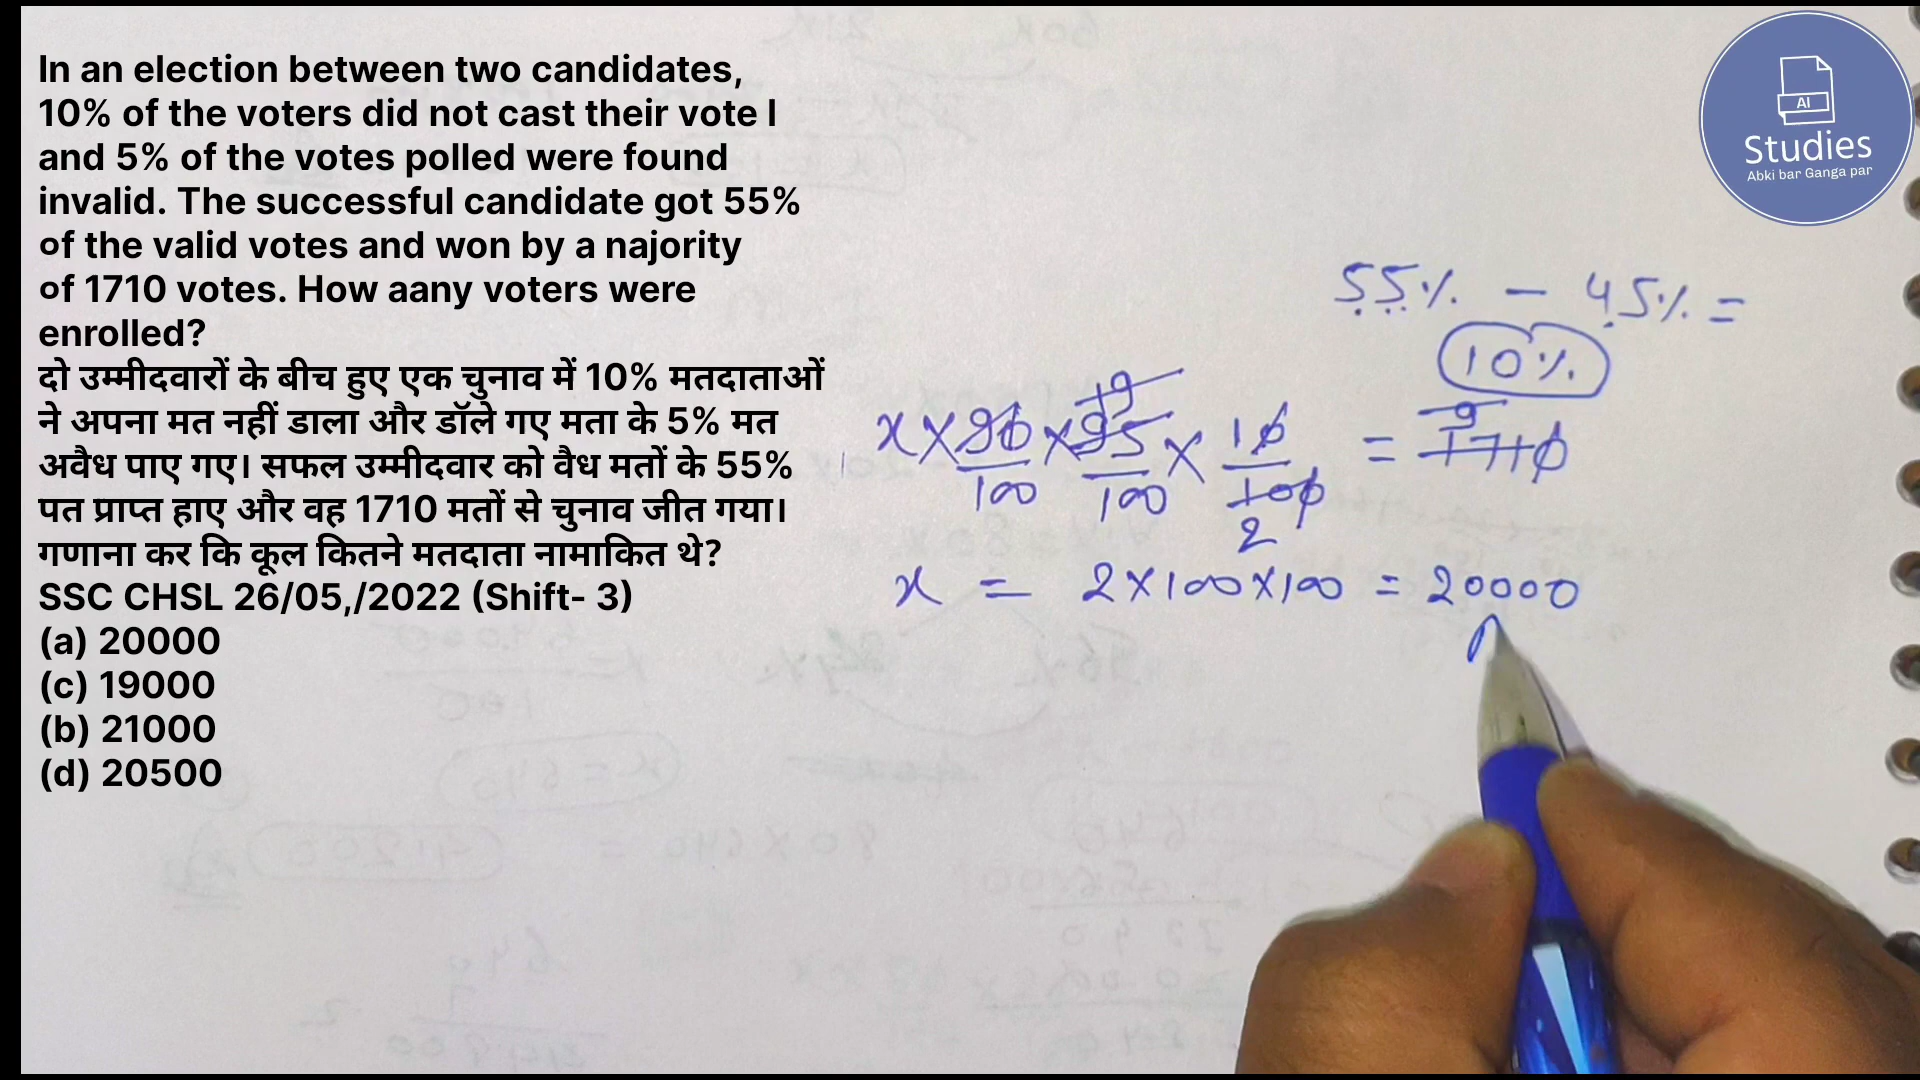 In an election between two candidates,
10% of the voters did not cast their vote I
and 5% of the votes polled were found
invalid. The successful candidate got 55%
of the valid votes and won by a najority
of 1710 votes. How aany voters were
enrolled?
दो उम्मीदवारों के बीच हुए एक चुनाव में 10% मतदाताओं
ने अपना मत नहीं डाला और डॉले गए मता के 5% मत
अवैध पाए गए। सफल उम्मीदवार को वैध मतों के 55%
पत प्राप्त हाए और वह 1710 मतों से चुनाव जीत गया।
गणाना कर कि कूल कितने मतदाता नामाकित थे?
SSC CHSL 26/05,/2022 (Shift- 3)
(a) 20000
(c) 19000
(b) 21000
(d) 20500
AI
Studies
Abki bar Ganga par
55% - 45% =
10%
19 9
x × 90 × 95 × 10 = 1710
100 100 100
2
x = 2×100×100 = 20000